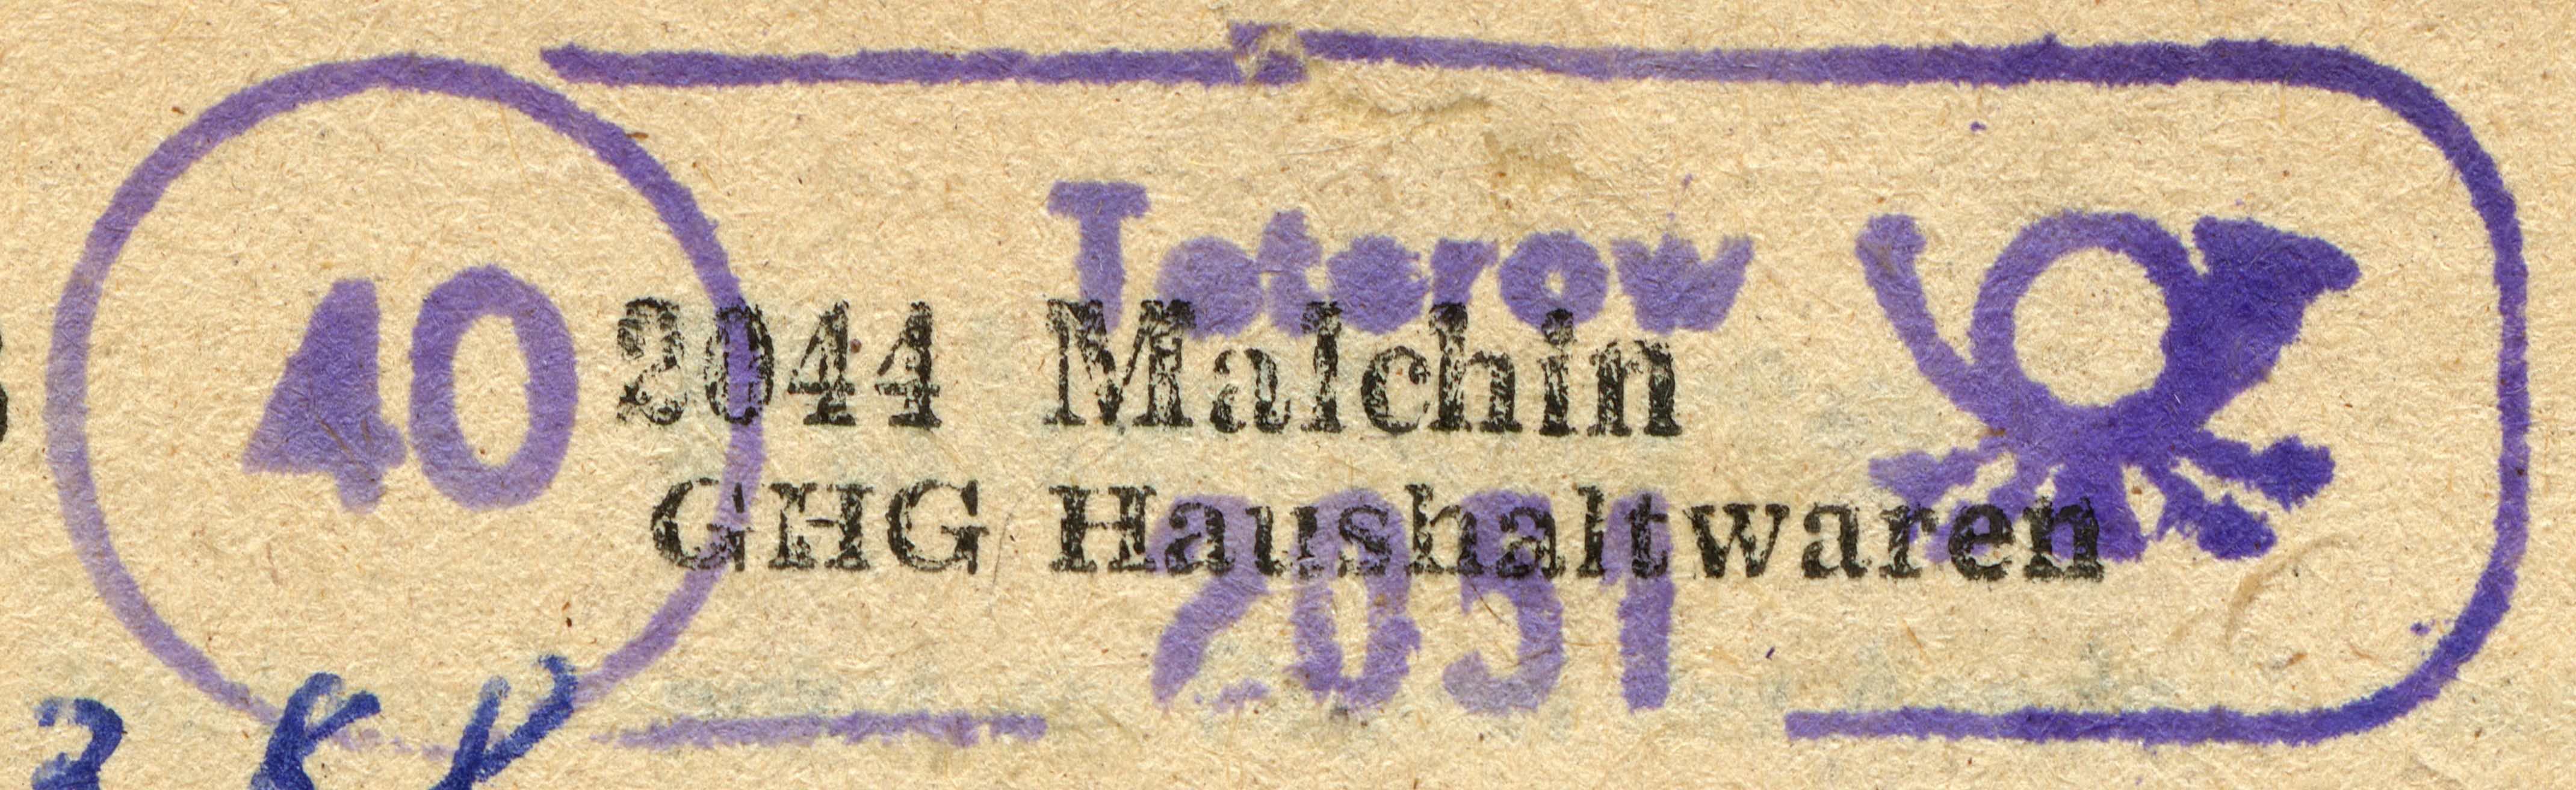 40
Teterow
2044 Malchin
GHG Haushaltwaren
2051